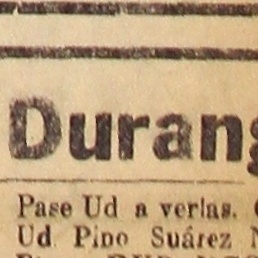 Durang
Pase Ud a verlas.
Ud Pino Suárez